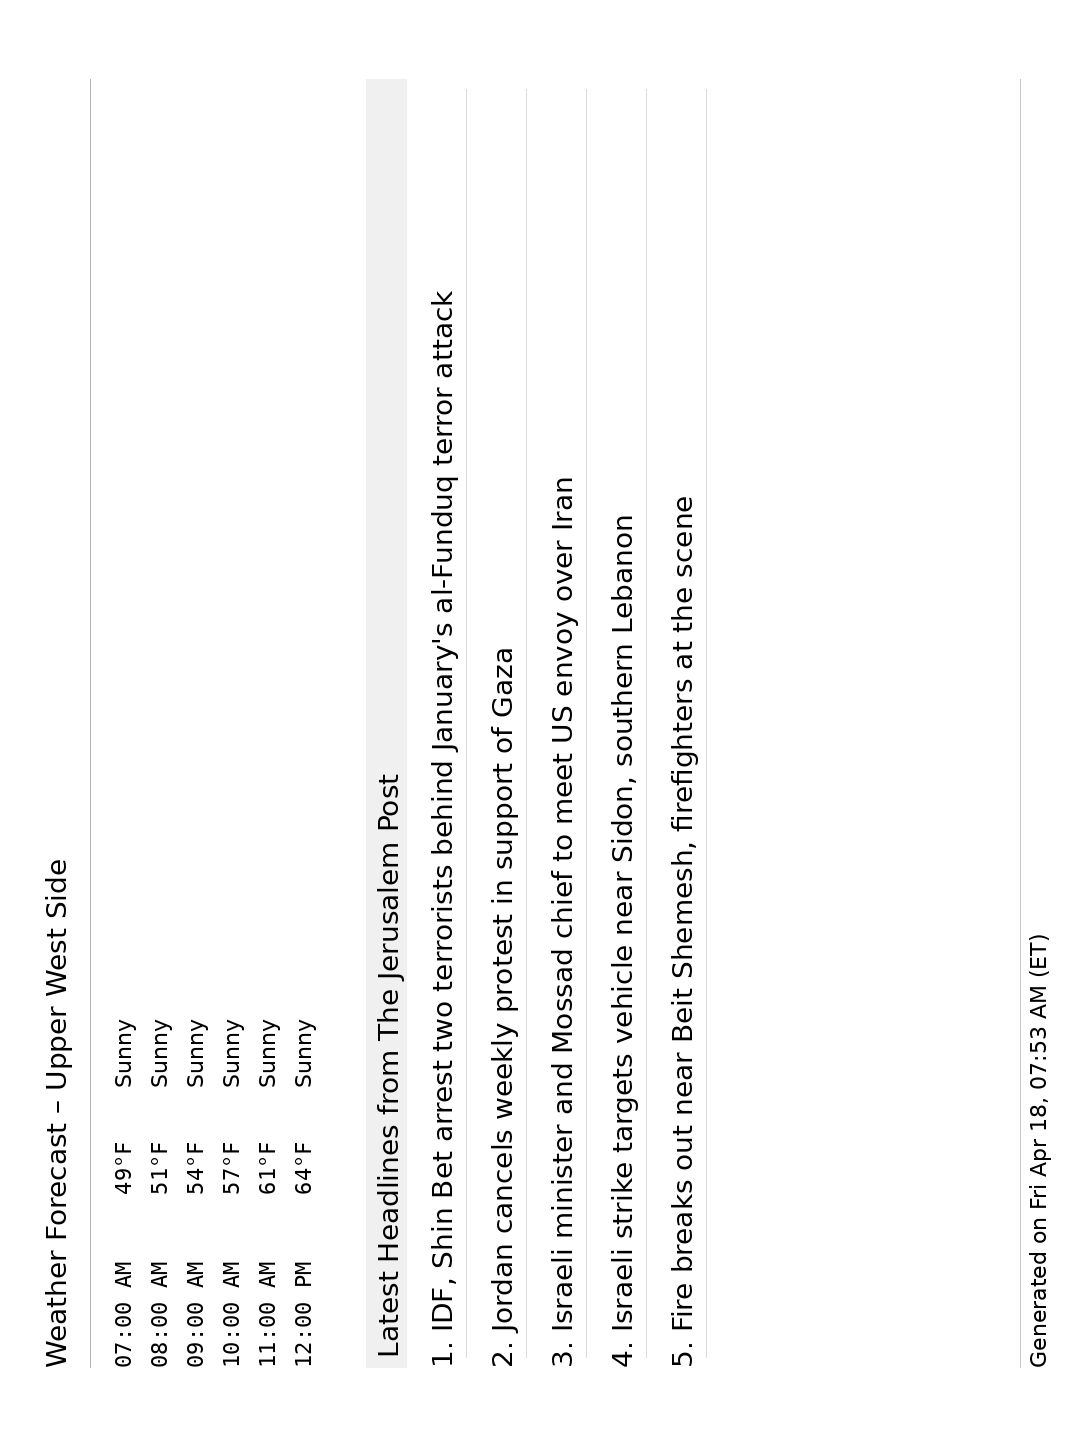 Weather Forecast – Upper West Side
07:00 AM 49°F Sunny
08:00 AM 51°F Sunny
09:00 AM 54°F Sunny
10:00 AM 57°F Sunny
11:00 AM 61°F Sunny
12:00 PM 64°F Sunny
Latest Headlines from The Jerusalem Post
1. IDF, Shin Bet arrest two terrorists behind January's al-Funduq terror attack
2. Jordan cancels weekly protest in support of Gaza
3. Israeli minister and Mossad chief to meet US envoy over Iran
4. Israeli strike targets vehicle near Sidon, southern Lebanon
5. Fire breaks out near Beit Shemesh, firefighters at the scene
Generated on Fri Apr 18, 07:53 AM (ET)